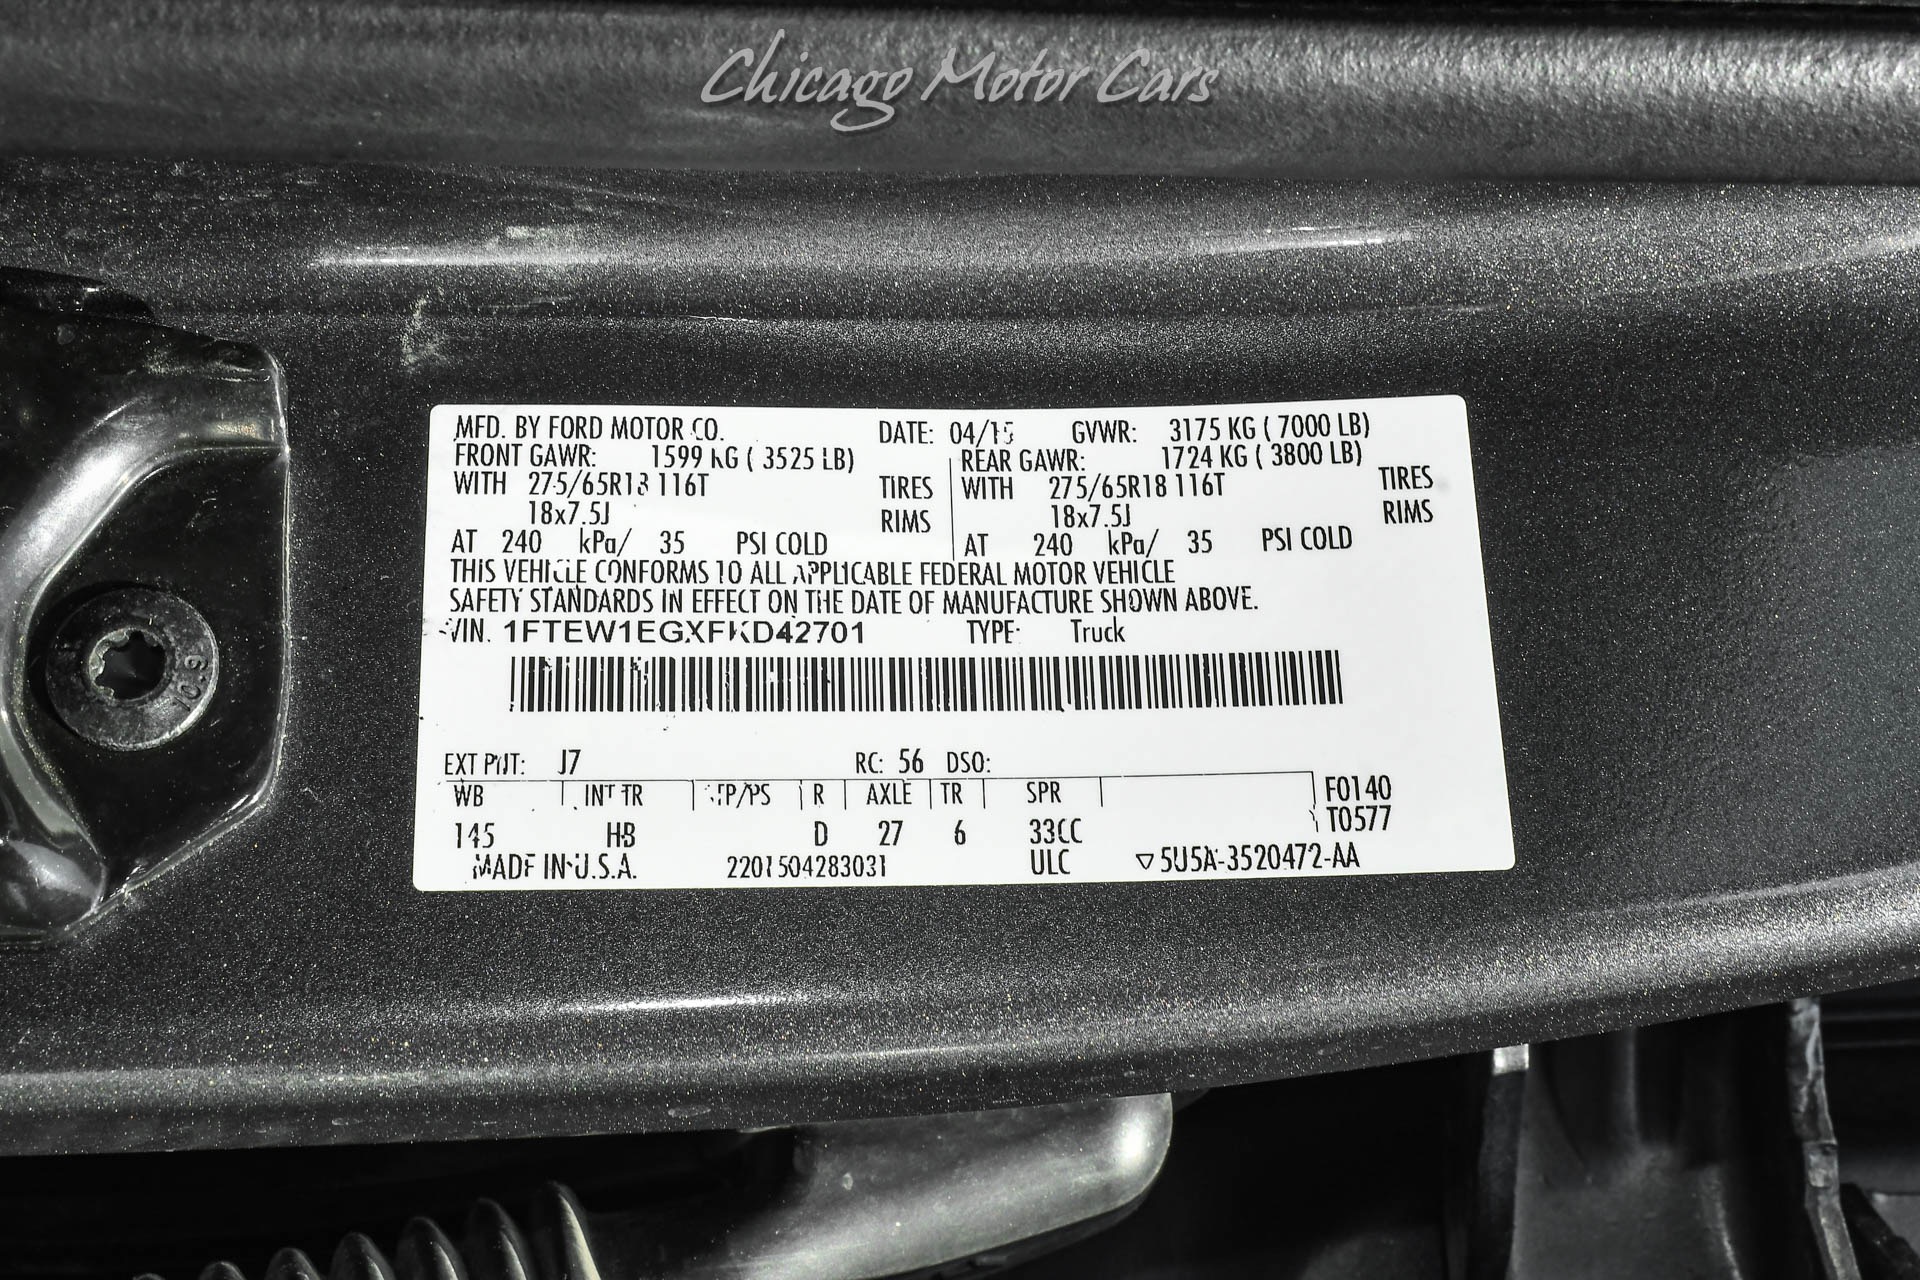 Chicago Motor Cars
MFD. BY FORD MOTOR CO. DATE: 04/15 GVWR: 3175 KG ( 7000 LB)
FRONT GAWR: 1599 KG ( 3525 LB) REAR GAWR: 1724 KG ( 3800 LB)
WITH 275/65R18 116T TIRES WITH 275/65R18 116T TIRES
18x7.5J RIMS 18x7.5J RIMS
AT 240 kPa/ 35 PSI COLD AT 240 kPa/ 35 PSI COLD
THIS VEHICLE CONFORMS TO ALL APPLICABLE FEDERAL MOTOR VEHICLE
SAFETY STANDARDS IN EFFECT ON THE DATE OF MANUFACTURE SHOWN ABOVE.
VIN: 1FTEW1EGXFKD42701 TYPE: Truck
10.9
EXT PNT: J7 RC: 56 DSO:
WB INT TR TP/PS R AXLE TR SPR F0140
T0577
145 HB D 27 6 33CC
MADE IN U.S.A. 2201504283031 ULC ▽5U5A-3520472-AA